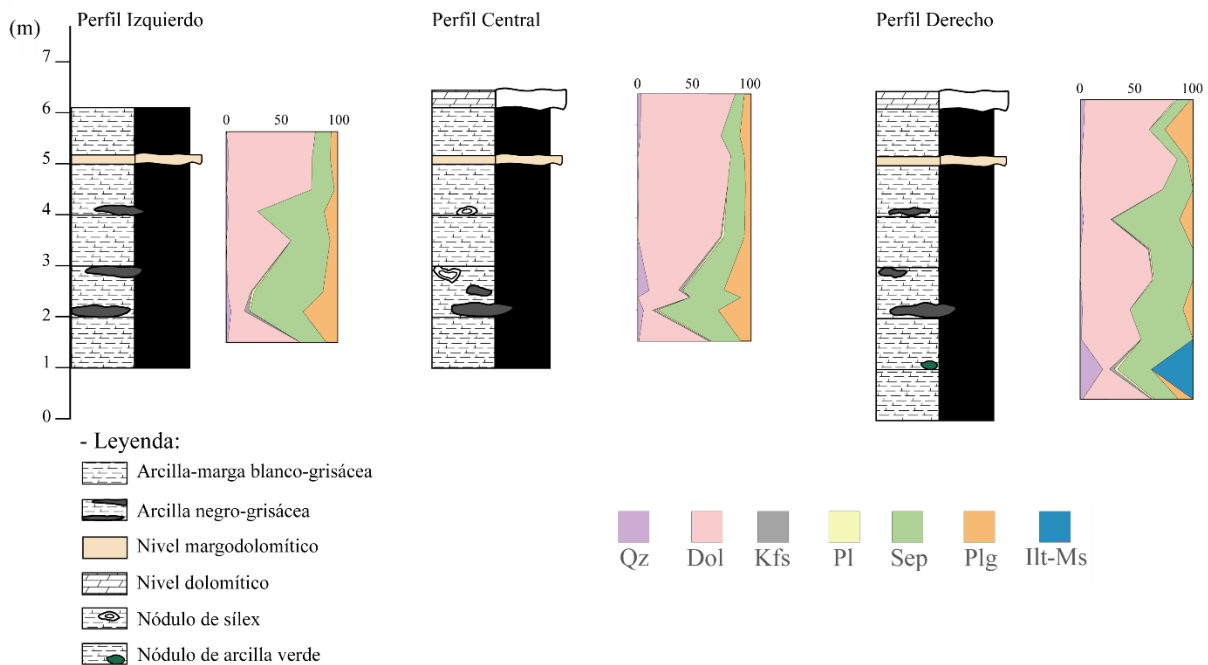 Perfil Izquierdo
Perfil Central
Perfil Derecho
(m)
7
6
5
4
3
2
1
0
0 50 100
0 50 100
0 50 100
- Leyenda:
Arcilla-marga blanco-grisácea
Arcilla negro-grisácea
Nivel margodolomítico
Nivel dolomítico
Nódulo de sílex
Nódulo de arcilla verde
Qz Dol Kfs Pl Sep Plg Ilt-Ms